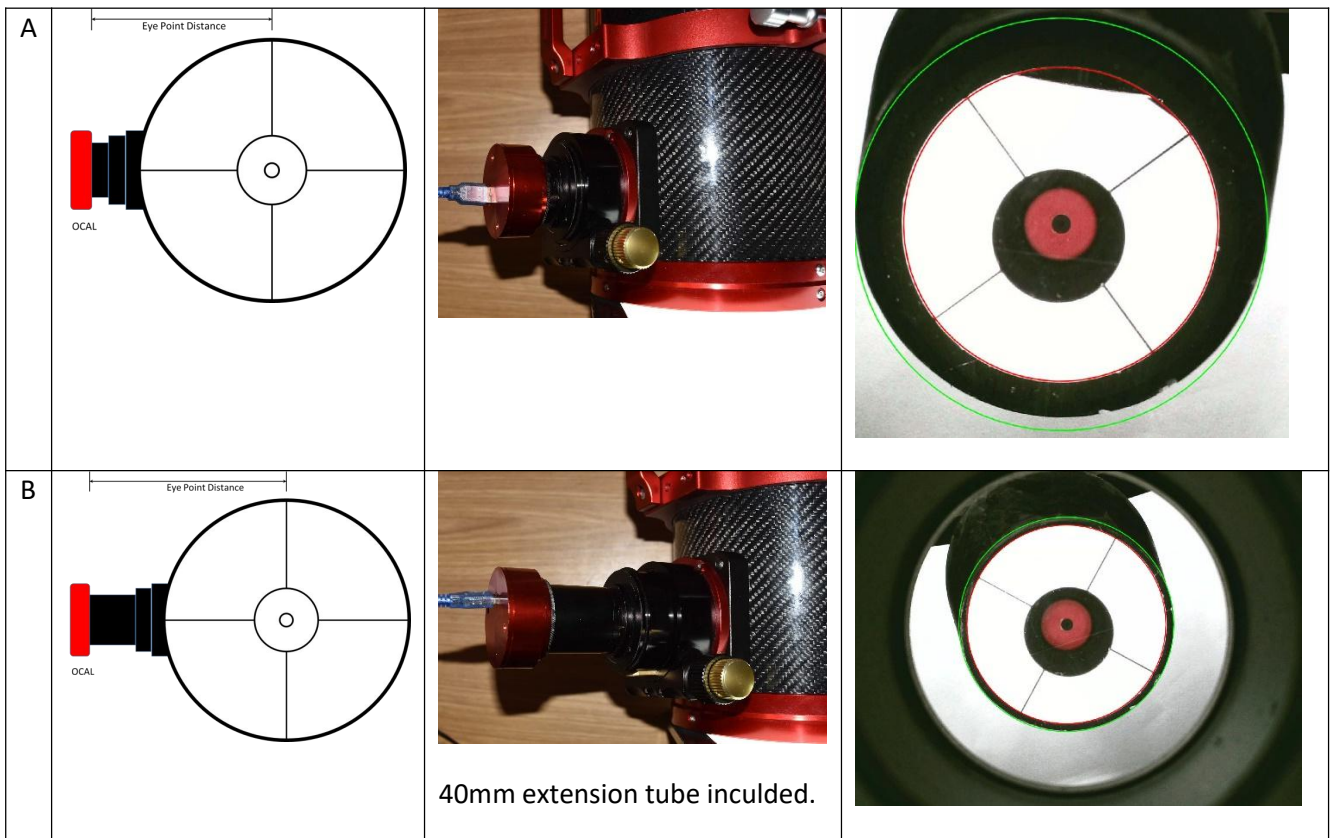 A
Eye Point Distance
OCAL
B
Eye Point Distance
OCAL
40mm extension tube inculded.